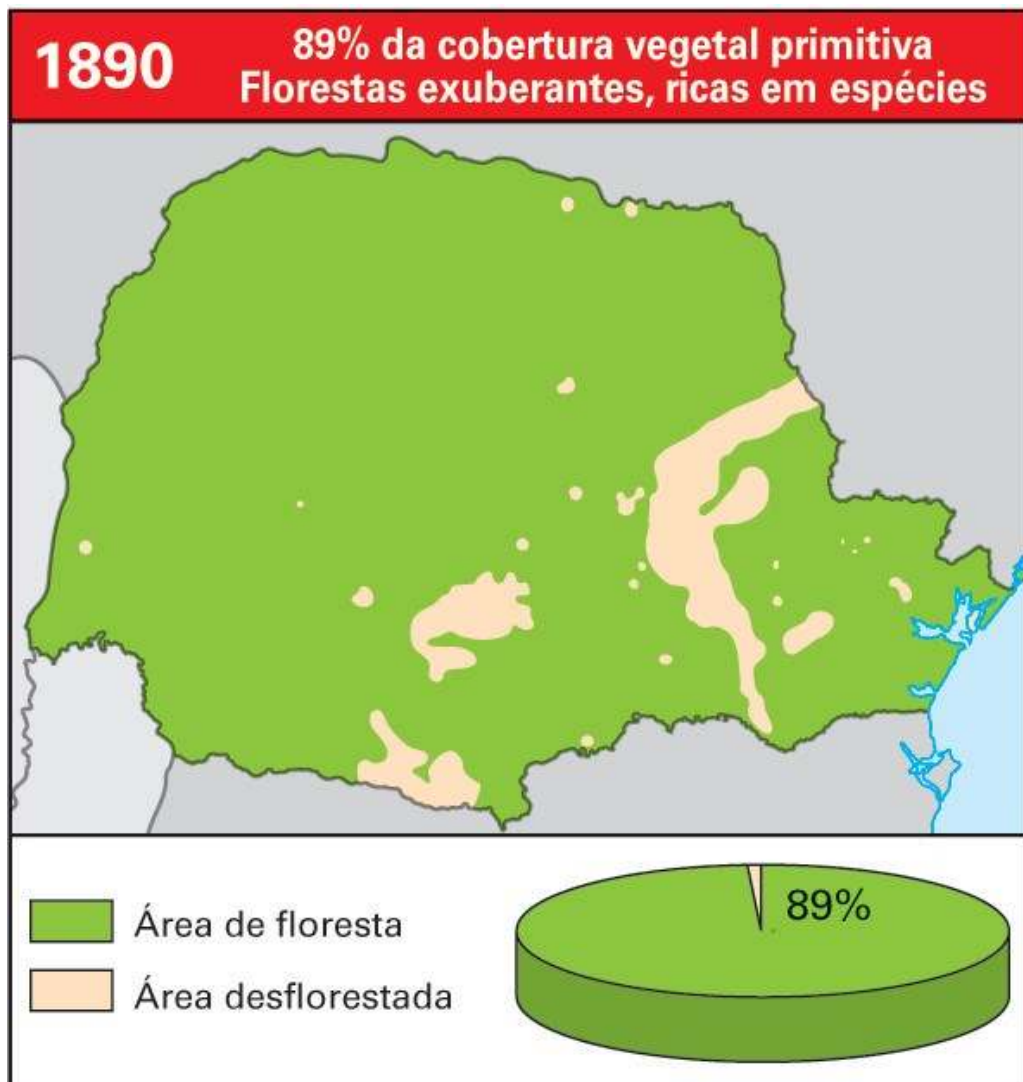 1890
89% da cobertura vegetal primitiva
Florestas exuberantes, ricas em espécies
Área de floresta
Área desflorestada
89%